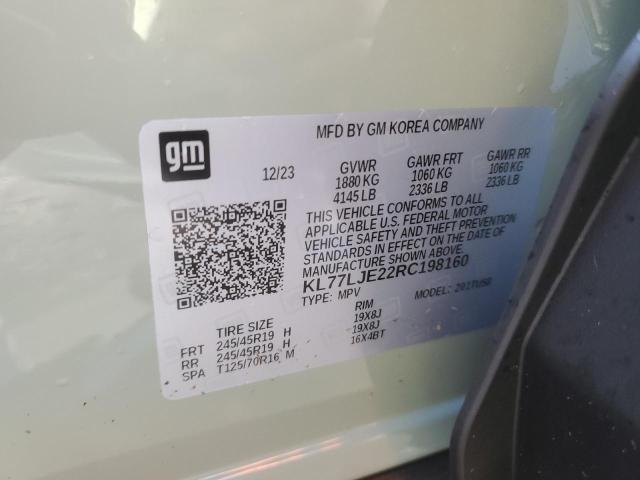 gm
MFD BY GM KOREA COMPANY
12/23 GVWR GAWR FRT GAWR RR
1880 KG 1060 KG 1060 KG
4145 LB 2336 LB 2336 LB
THIS VEHICLE CONFORMS TO ALL
APPLICABLE U.S. FEDERAL MOTOR
VEHICLE SAFETY AND THEFT PREVENTION
STANDARDS IN EFFECT ON THE DATE OF
MANUFACTURE SHOWN ABOVE.
KL77LJE22RC198160
TYPE: MPV MODEL:
TIRE SIZE RIM
FRT 245/45R19 H 19X8J
RR 245/45R19 H 19X8J
SPA T125/70R16 M 16X4BT